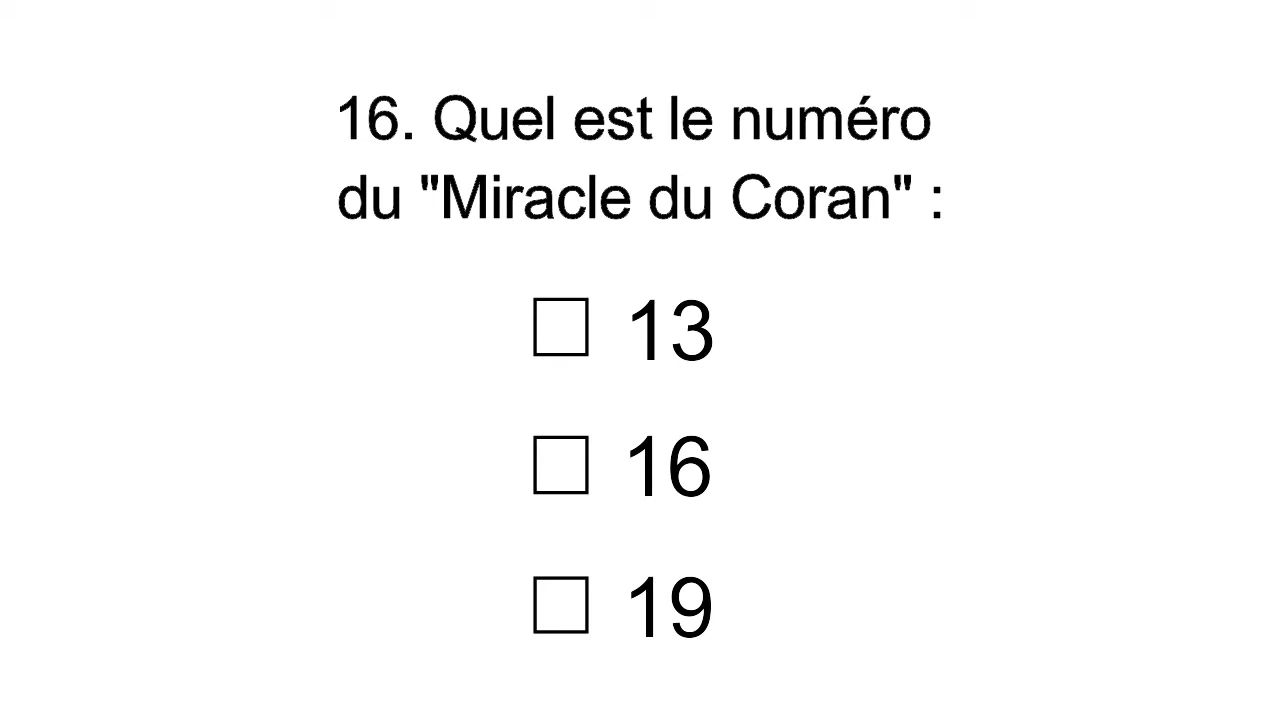 16. Quel est le numéro
du "Miracle du Coran" :
☐ 13
☐ 16
☐ 19